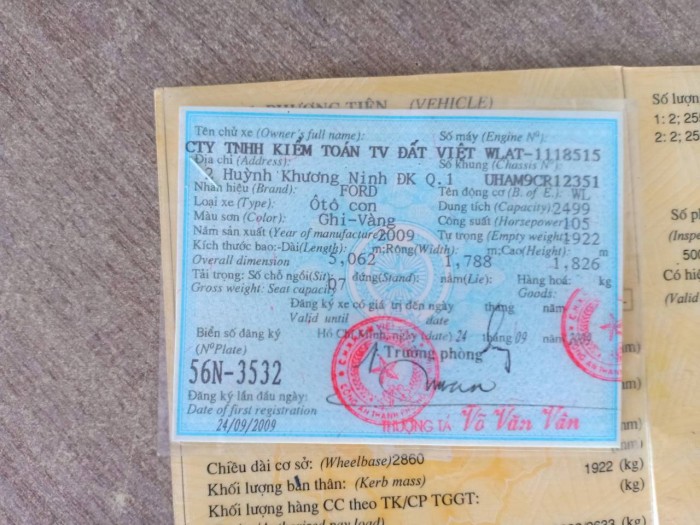 PHƯƠNG TIỆN (VEHICLE)
Số lượn
1: 2; 25
2: 2; 25
Tên chủ xe (Owner's full name):
Số máy (Engine Nº):
CTY TNHH KIỂM TOÁN TV ĐẤT VIỆT WLAT-1118515
Địa chỉ (Address):
Số khung (Chassis Nº):
2 Huỳnh Khương Ninh ĐK Q.1 UHAM9CR12351
Nhãn hiệu (Brand): FORD
Tên động cơ (B. of E.): WL
Loại xe (Type): Ôtô con
Dung tích (Capacity): 2499
Màu sơn (Color): Ghi-Vàng
Công suất (Horsepower): 105
Năm sản xuất (Year of manufacture) 2009
Tự trọng (Empty weight) 1922
Kích thước bao:-Dài(Length): m;Rộng(Width): m;Cao(Height): m
Overall dimension 5,062 1,788 1,826
Tải trọng: Số chỗ ngồi(Sit): 07 đứng(Stand): nằm(Lie): Hàng hoá: kg
Gross weight: Seat capacity Goods:
Đăng ký xe có giá trị đến ngày tháng năm
Valid until date
Biển số đăng ký
Hồ Chí Minh, ngày (date) 24 tháng 09 năm
(NºPlate)
Trưởng phòng
56N-3532
Đăng ký lần đầu ngày:
Date of first registration
24/09/2009
THƯỢNG TÁ Võ Văn Vân
Số p
(Inspe
500
Có hiệ
(Valid
mm)
Chiều dài cơ sở: (Wheelbase) 2860
Khối lượng bản thân: (Kerb mass) 1922 (kg)
Khối lượng hàng CC theo TK/CP TGGT: (kg)